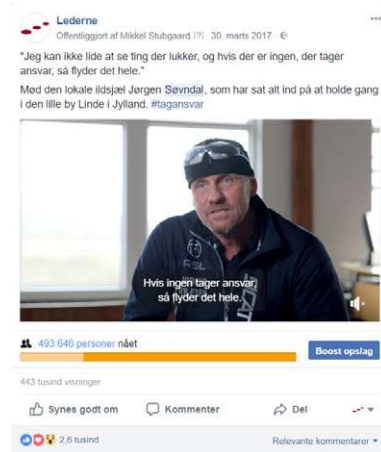 Lederne
Offentliggjort af Mikkel Stubgaard [?] · 30. marts 2017 ·
"Jeg kan ikke lide at se ting der lukker, og hvis der er ingen, der tager
ansvar, så flyder det hele."
Mød den lokale ildsjæl Jørgen Søvndal, som har sat alt ind på at holde gang
i den lille by Linde i Jylland. #tagansvar
RSL
Hvis ingen tager ansvar,
så flyder det hele.
493.646 personer nået
Boost opslag
443 tusind visninger
Synes godt om Kommenter Del
2,6 tusind Relevante kommentarer